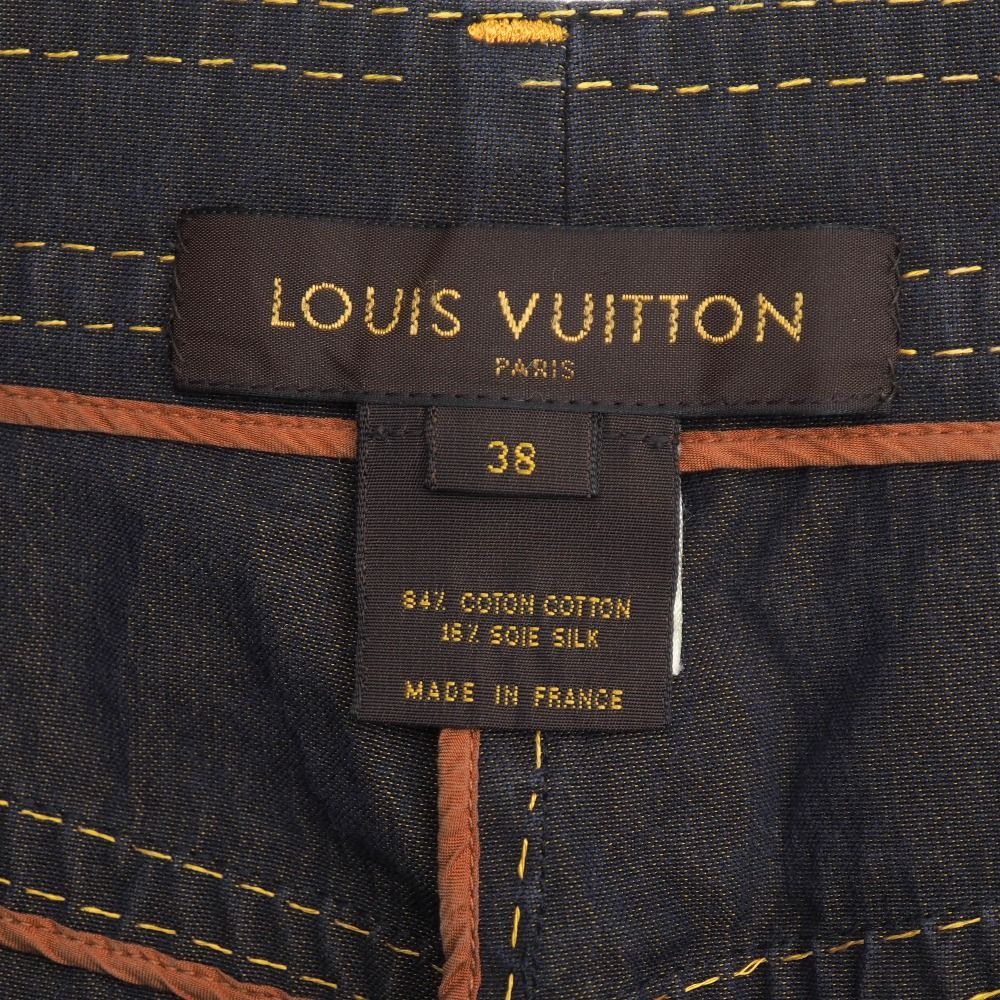 LOUIS VUITTON
PARIS
38
84% COTON COTTON
16% SOIE SILK
MADE IN FRANCE